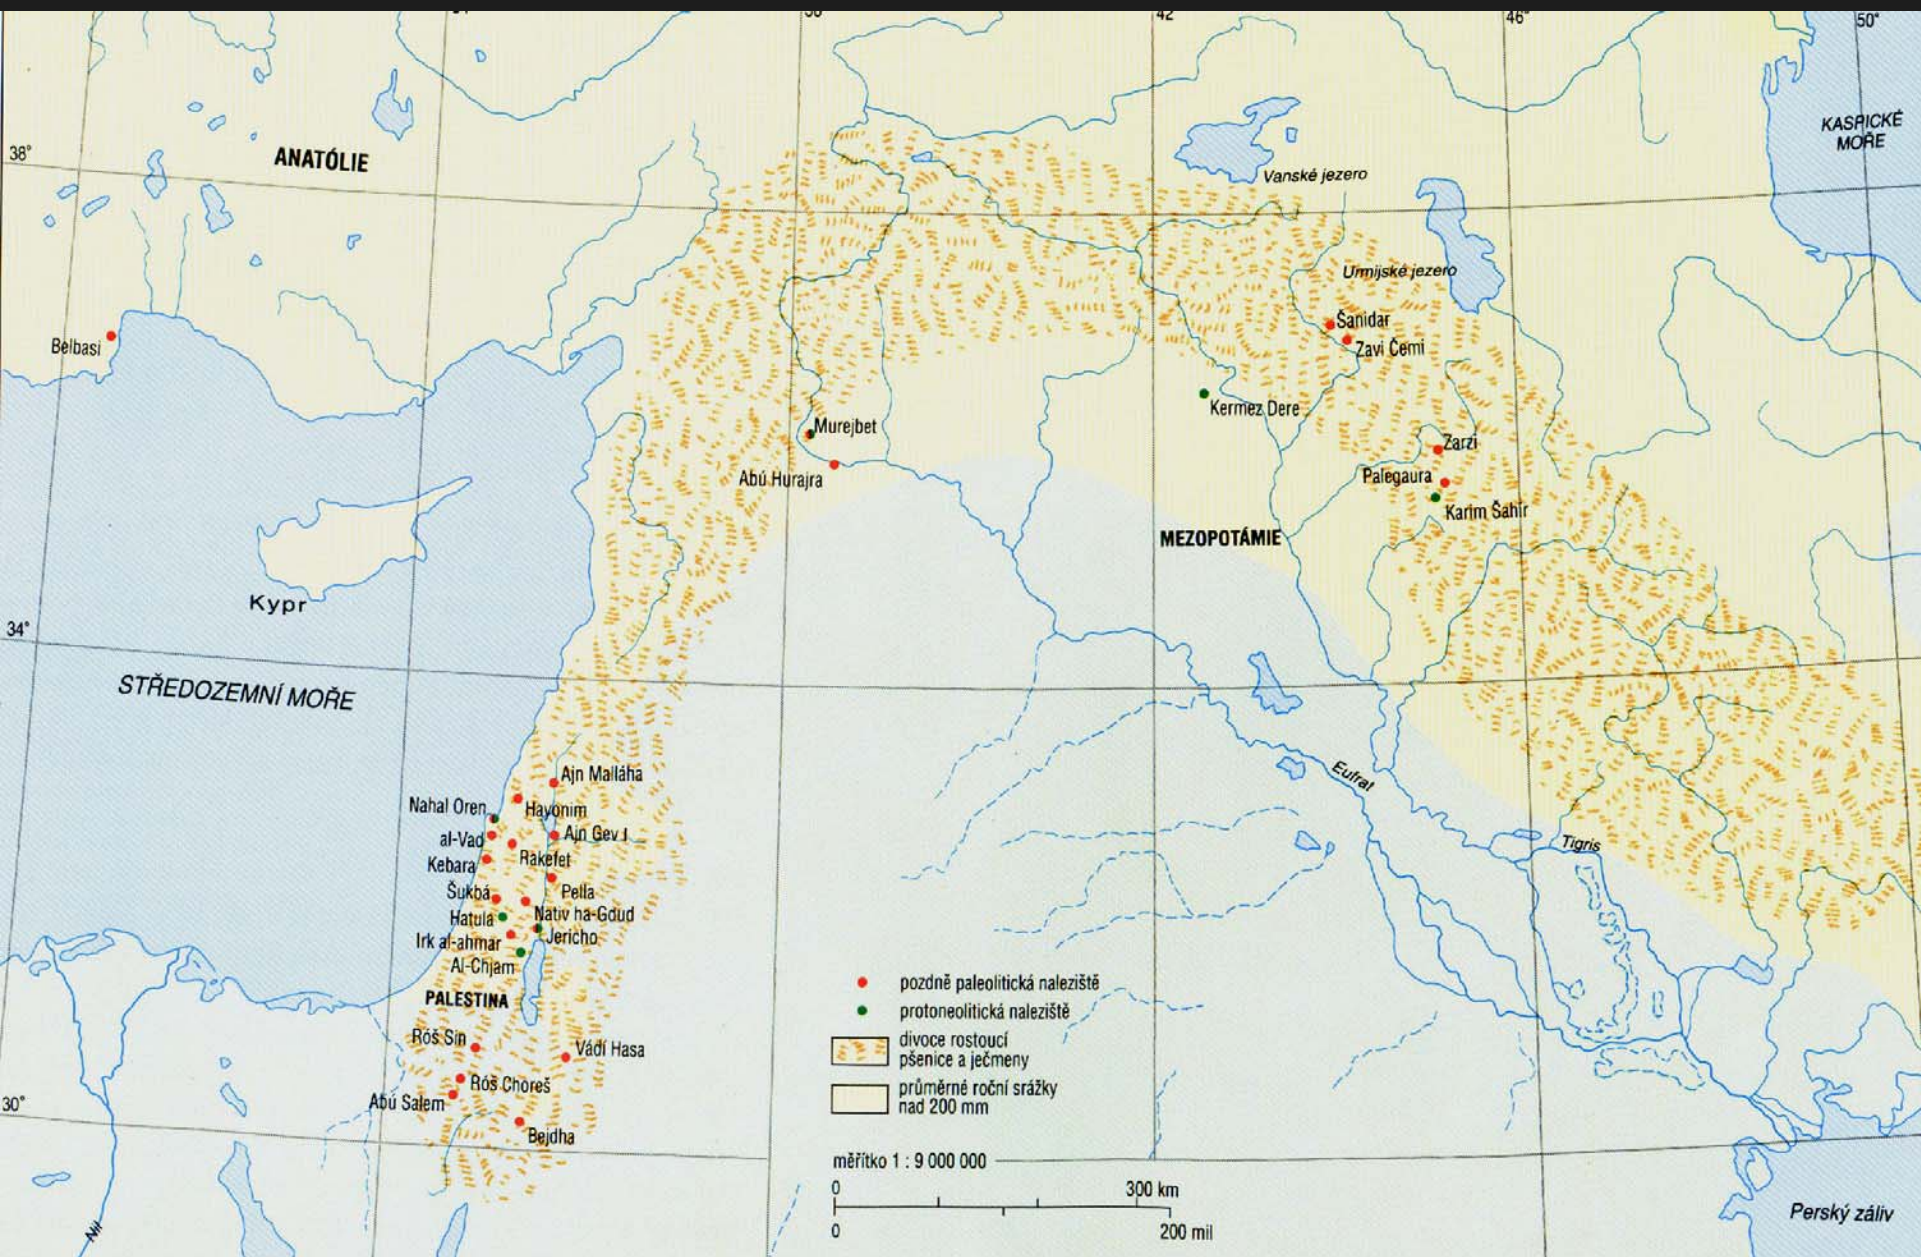 42
46°
50°
KASPICKÉ
MOŘE
ANATÓLIE
38°
Vanské jezero
Urmijské jezero
Šanidar
Zavi Čemi
Belbasi
Kermez Dere
Murejbet
Zarzi
Abú Hurajra
Palegaura
Karim Šahír
MEZOPOTÁMIE
Kypr
34°
STŘEDOZEMNÍ MOŘE
Ajn Malláha
Eufrat
Nahal Oren
Hayonim
al-Vad
Ajn Gev I
Tigris
Kebara
Rakefet
Šukbá
Pella
Hatula
Nativ ha-Gdud
Irk al-ahmar
Jericho
Al-Chjam
PALESTINA
Róš Sin
Vádí Hasa
Róš Choreš
Abú Salem
30°
Bejdha
pozdně paleolitická naleziště
protoneolitická naleziště
divoce rostoucí
pšenice a ječmeny
průměrné roční srážky
nad 200 mm
měřítko 1 : 9 000 000
0
300 km
0
200 mil
Nil
Perský záliv